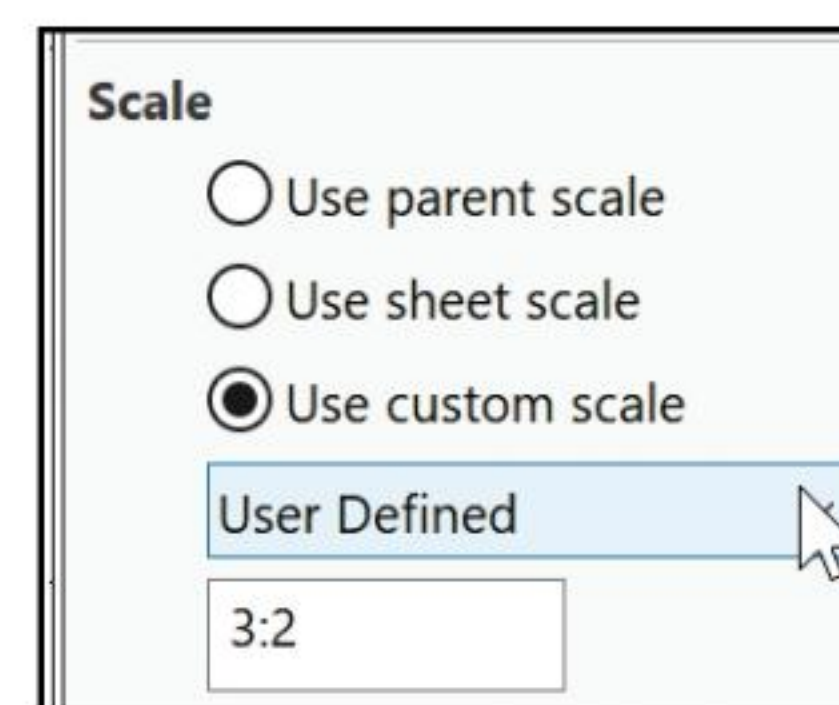 Scale
Use parent scale
Use sheet scale
Use custom scale
User Defined
3:2